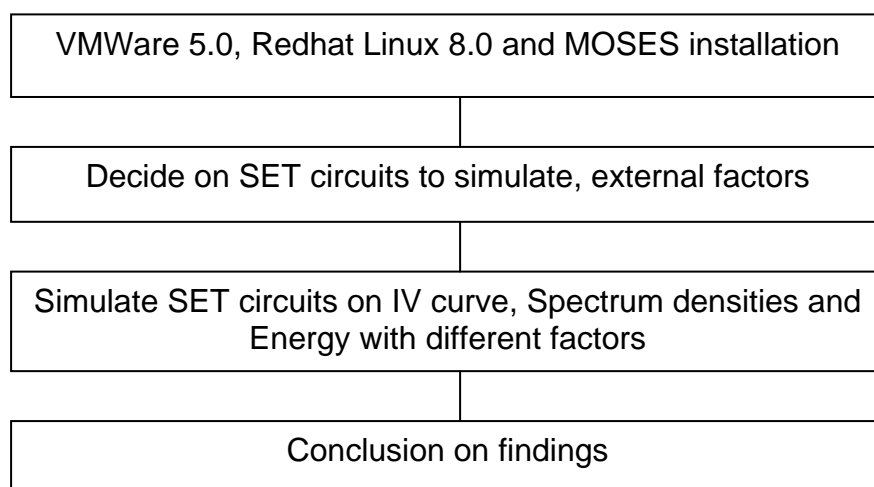 VMWare 5.0, Redhat Linux 8.0 and MOSES installation
Decide on SET circuits to simulate, external factors
Simulate SET circuits on IV curve, Spectrum densities and
Energy with different factors
Conclusion on findings